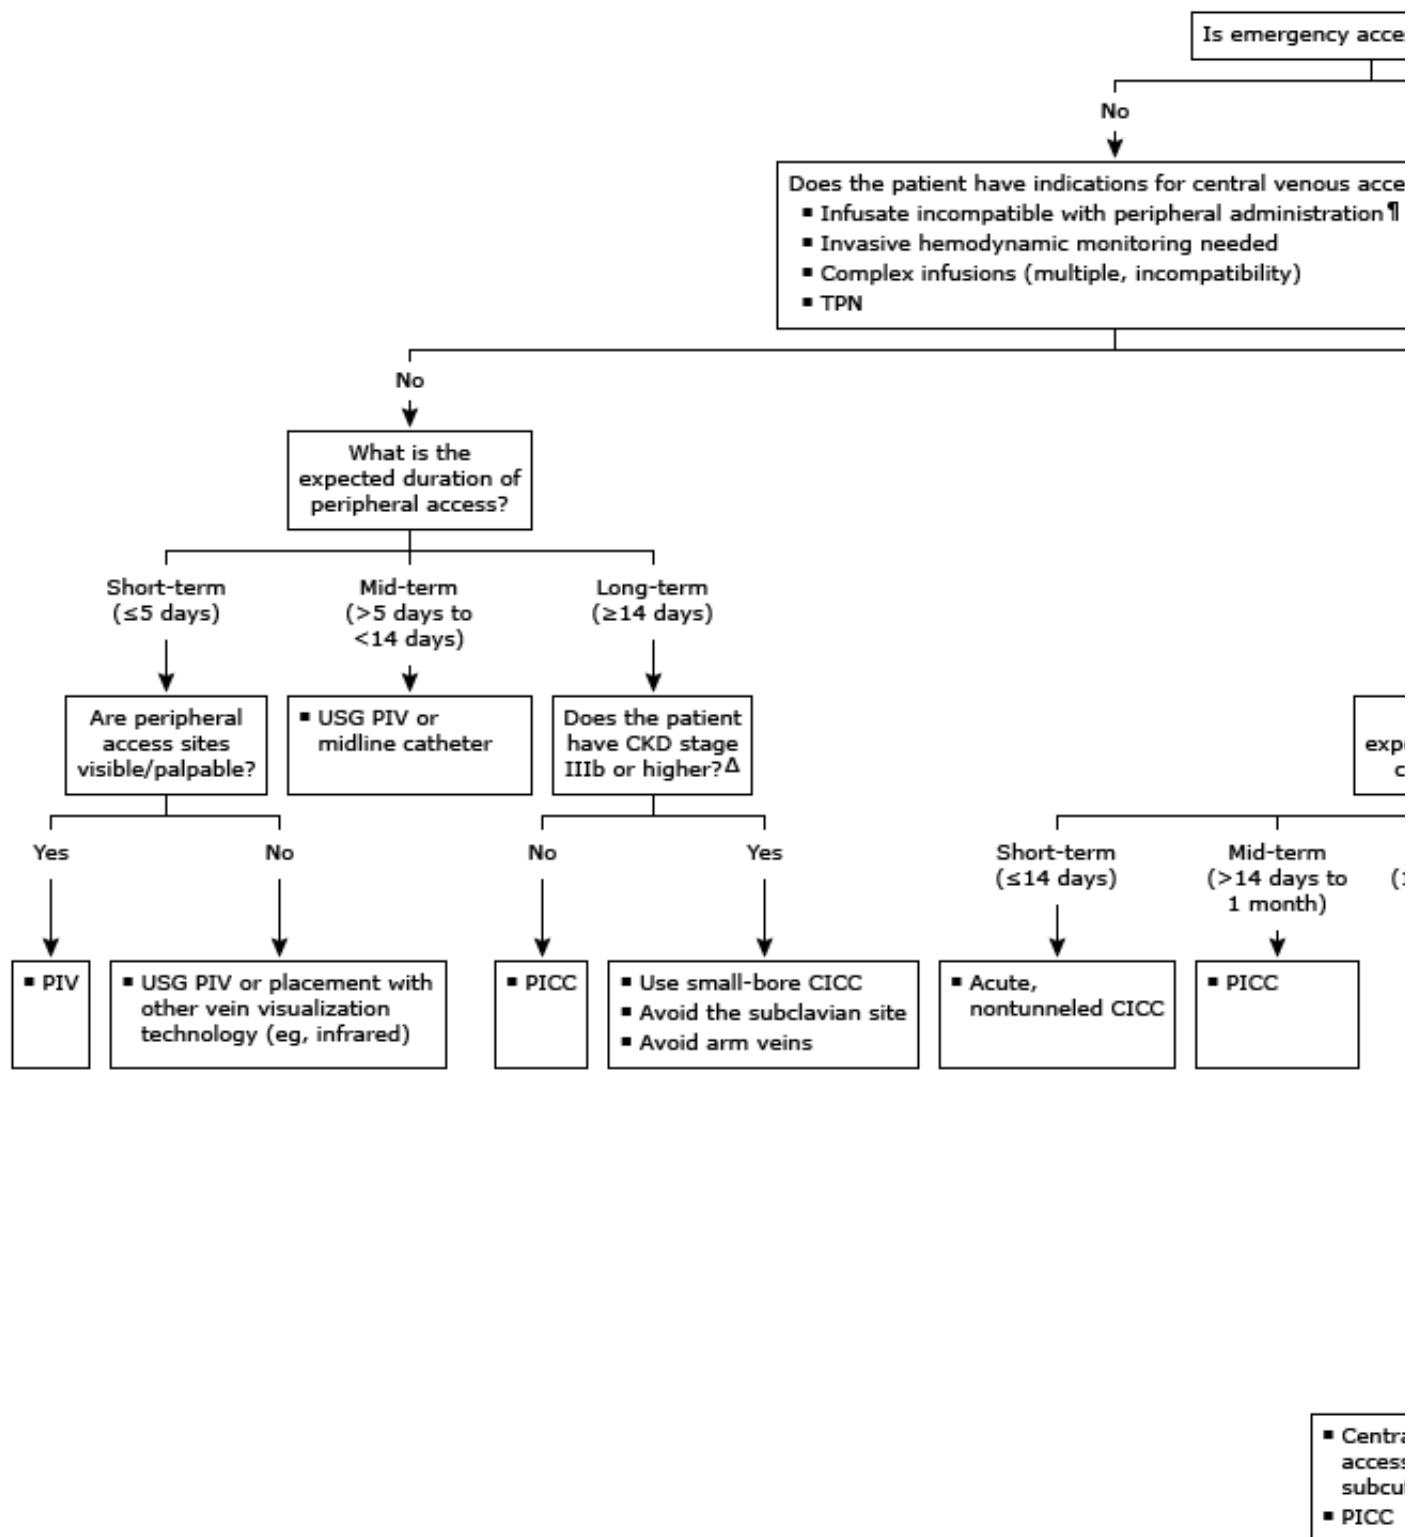 Is emergency acce
No
Does the patient have indications for central venous acce
▪ Infusate incompatible with peripheral administration¶
▪ Invasive hemodynamic monitoring needed
▪ Complex infusions (multiple, incompatibility)
▪ TPN
No
What is the
expected duration of
peripheral access?
Short-term
(≤5 days)
Mid-term
(>5 days to
<14 days)
Long-term
(≥14 days)
Are peripheral
access sites
visible/palpable?
▪ USG PIV or
midline catheter
Does the patient
have CKD stage
IIIb or higher?Δ
expe
c
Yes
No
No
Yes
Short-term
(≤14 days)
Mid-term
(>14 days to
1 month)
(1
▪ PIV
▪ USG PIV or placement with
other vein visualization
technology (eg, infrared)
▪ PICC
▪ Use small-bore CICC
▪ Avoid the subclavian site
▪ Avoid arm veins
▪ Acute,
nontunneled CICC
▪ PICC
▪ Centra
access
subcu
▪ PICC